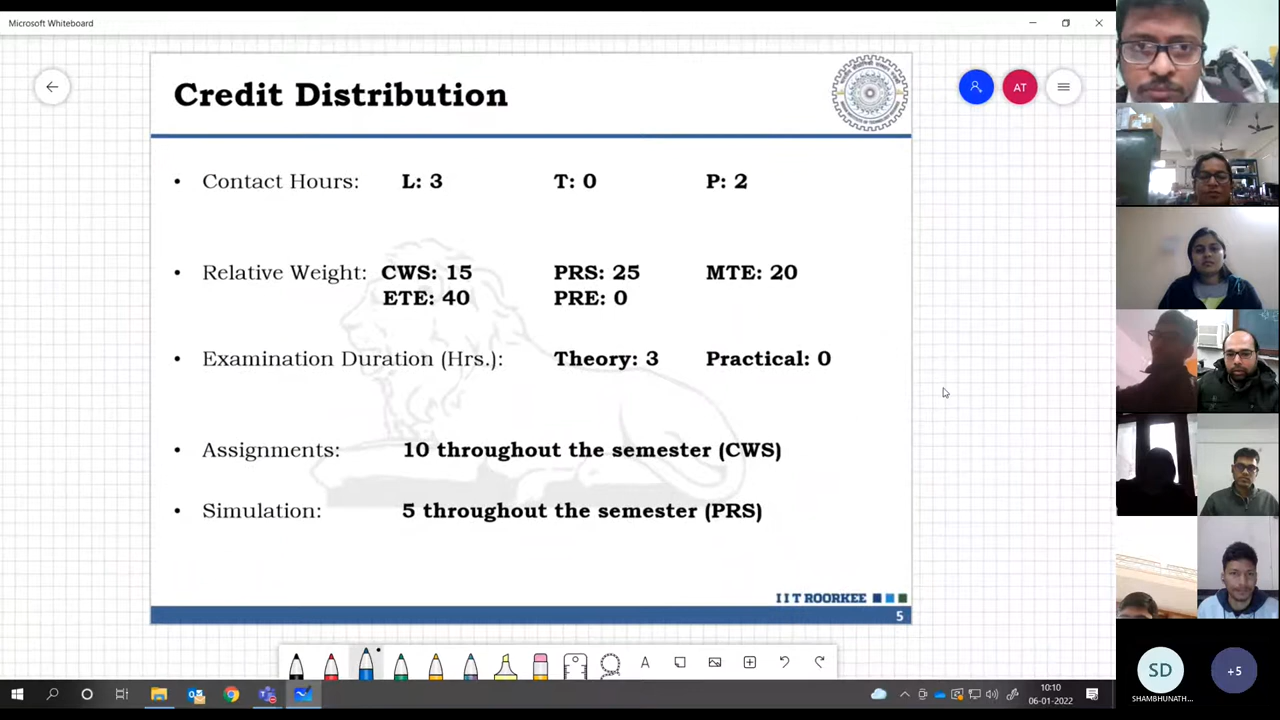 Microsoft Whiteboard
Credit Distribution
AT
• Contact Hours: L: 3 T: 0 P: 2
• Relative Weight: CWS: 15 PRS: 25 MTE: 20
ETE: 40 PRE: 0
• Examination Duration (Hrs.): Theory: 3 Practical: 0
• Assignments: 10 throughout the semester (CWS)
• Simulation: 5 throughout the semester (PRS)
I I T ROORKEE
5
A
SD
+5
SHAMBHUNATH...
10:10
06-01-2022